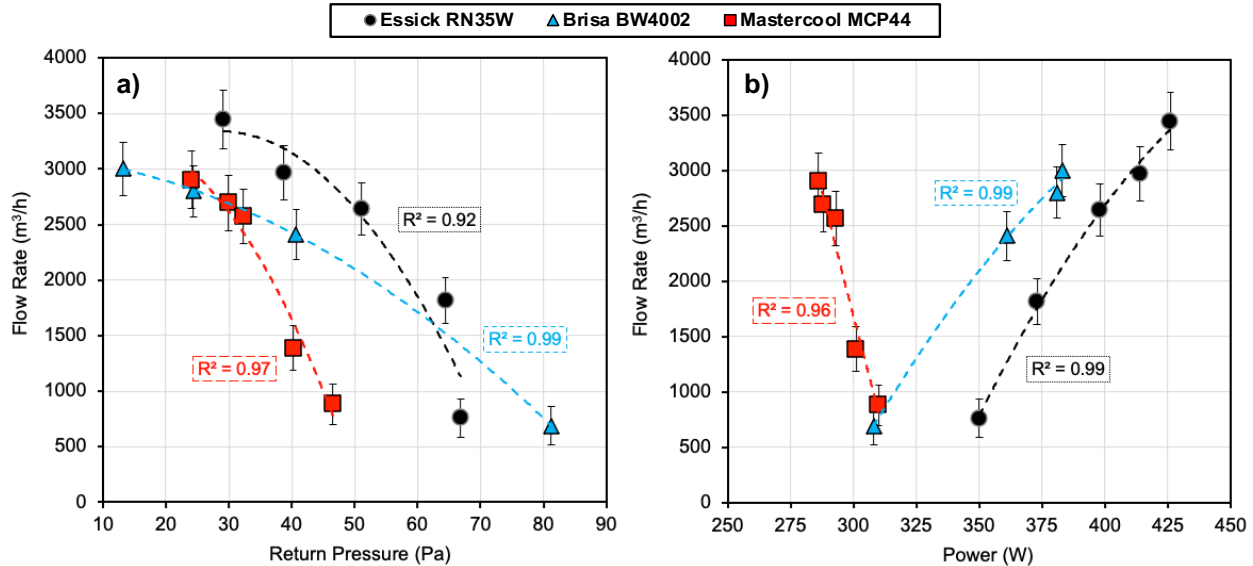 Essick RN35W Brisa BW4002 Mastercool MCP44
a)
4000
3500
3000
2500
2000
1500
1000
500
0
Flow Rate (m³/h)
R² = 0.92
R² = 0.99
R² = 0.97
10 20 30 40 50 60 70 80 90
Return Pressure (Pa)
b)
4000
3500
3000
2500
2000
1500
1000
500
0
Flow Rate (m³/h)
R² = 0.99
R² = 0.96
R² = 0.99
250 275 300 325 350 375 400 425 450
Power (W)